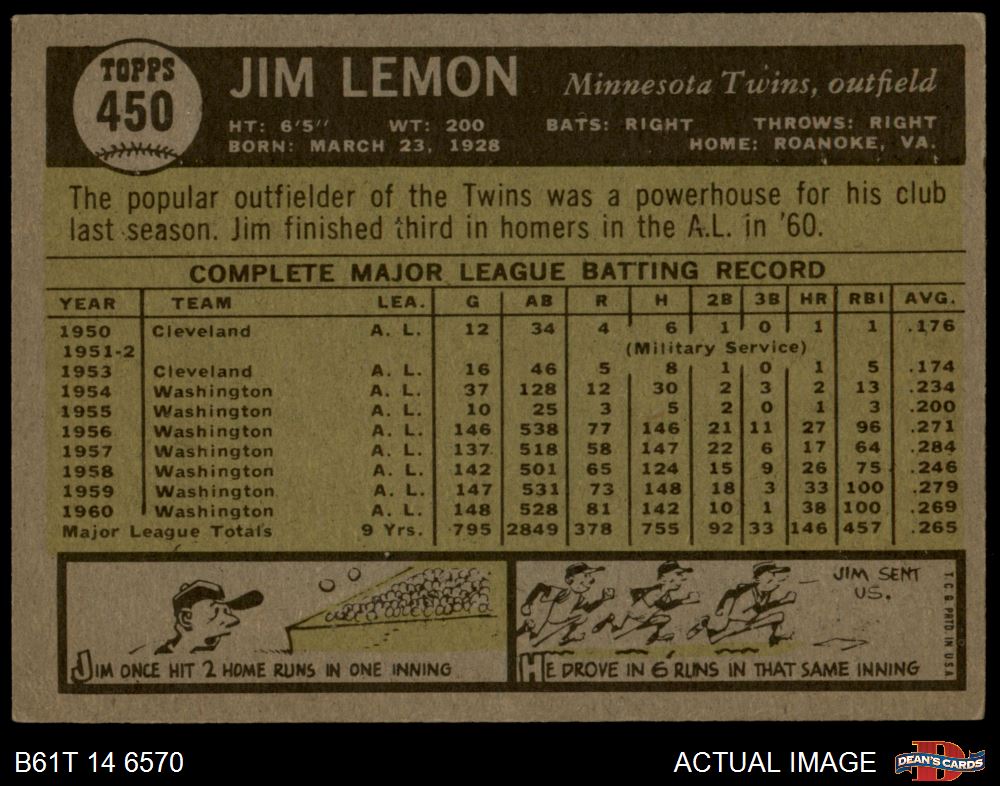 TOPPS
450
JIM LEMON Minnesota Twins, outfield
HT: 6'5" WT: 200 BATS: RIGHT THROWS: RIGHT
BORN: MARCH 23, 1928 HOME: ROANOKE, VA.
The popular outfielder of the Twins was a powerhouse for his club
last season. Jim finished third in homers in the A.L. in '60.
COMPLETE MAJOR LEAGUE BATTING RECORD
YEAR TEAM LEA. G AB R H 2B 3B HR RBI AVG.
1950 Cleveland A. L. 12 34 4 6 1 0 1 1 .176
1951-2 (Military Service)
1953 Cleveland A. L. 16 46 5 8 1 0 1 5 .174
1954 Washington A. L. 37 128 12 30 2 3 2 13 .234
1955 Washington A. L. 10 25 3 5 2 0 1 3 .200
1956 Washington A. L. 146 538 77 146 21 11 27 96 .271
1957 Washington A. L. 137 518 58 147 22 6 17 64 .284
1958 Washington A. L. 142 501 65 124 15 9 26 75 .246
1959 Washington A. L. 147 531 73 148 18 3 33 100 .279
1960 Washington A. L. 148 528 81 142 10 1 38 100 .269
Major League Totals 9 Yrs. 795 2849 378 755 92 33 146 457 .265
JIM ONCE HIT 2 HOME RUNS IN ONE INNING
JIM SENT
US.
HE DROVE IN 6 RUNS IN THAT SAME INNING
T.C.G. PRTD. IN U.S.A.
B61T 14 6570 ACTUAL IMAGE
DEAN'S CARDS